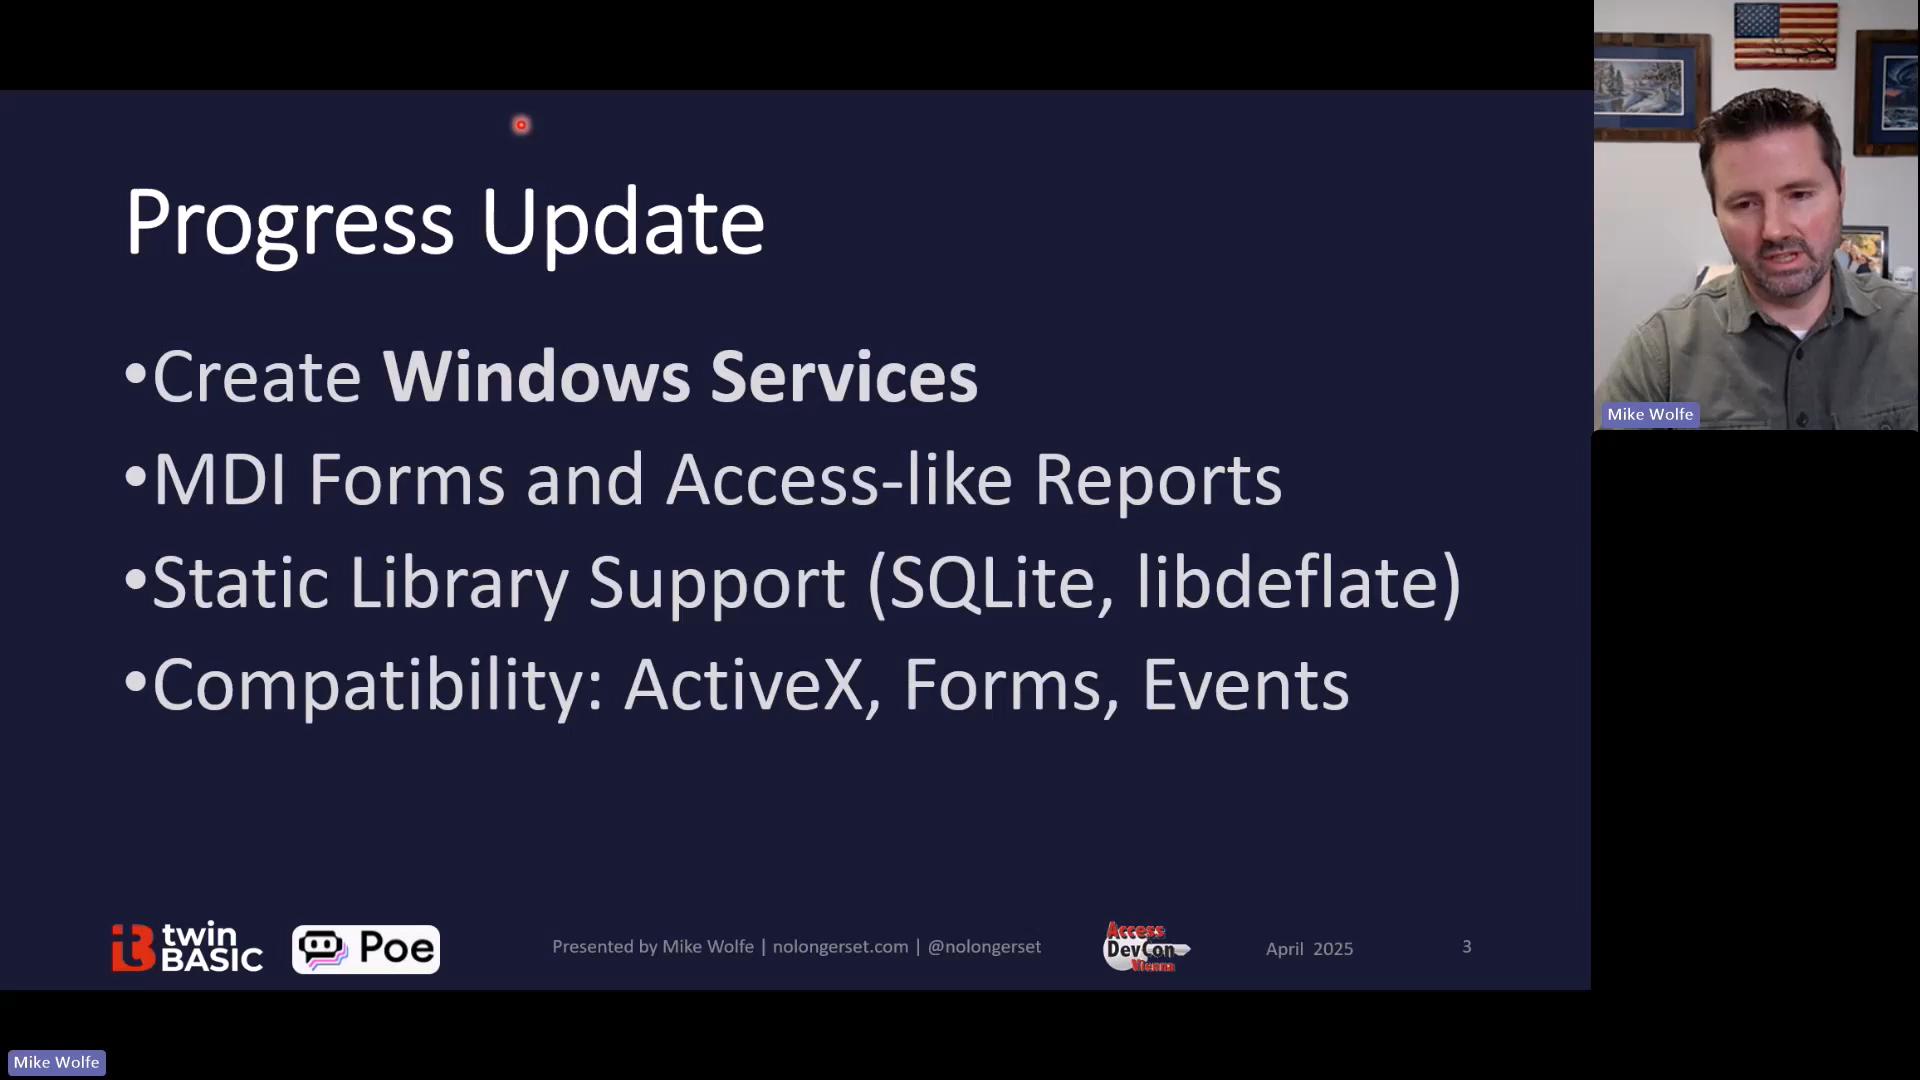 Progress Update
•Create Windows Services
•MDI Forms and Access-like Reports
•Static Library Support (SQLite, libdeflate)
•Compatibility: ActiveX, Forms, Events
twin
BASIC
Poe
Presented by Mike Wolfe | nolongerset.com | @nolongerset
Access
DevCon
Vienna
April 2025
3
Mike Wolfe
Mike Wolfe